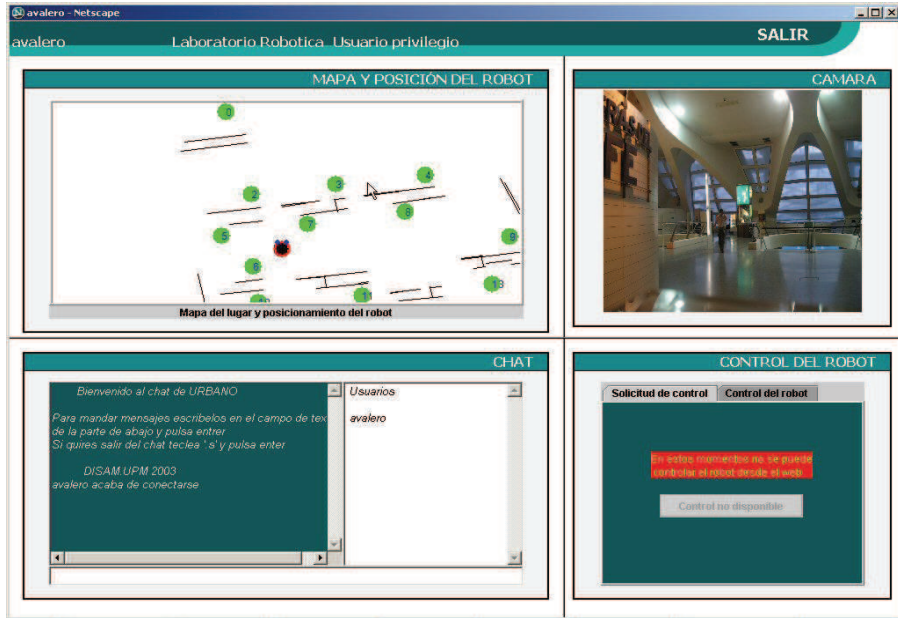 avalero - Netscape
avalero Laboratorio Robotica Usuario privilegio SALIR
MAPA Y POSICIÓN DEL ROBOT
0
2
3
4
5
7
8
6
9
10
11
13
Mapa del lugar y posicionamiento del robot
CAMARA
FE
CHAT
Bienvenido al chat de URBANO
Para mandar mensajes escribelos en el campo de tex
de la parte de abajo y pulsa entrer
Si quires salir del chat teclea '.s' y pulsa enter
DISAM.UPM 2003
avalero acaba de conectarse
Usuarios
avalero
CONTROL DEL ROBOT
Solicitud de control Control del robot
En estos momentos no se puede
controlar el robot desde el web
Control no disponible